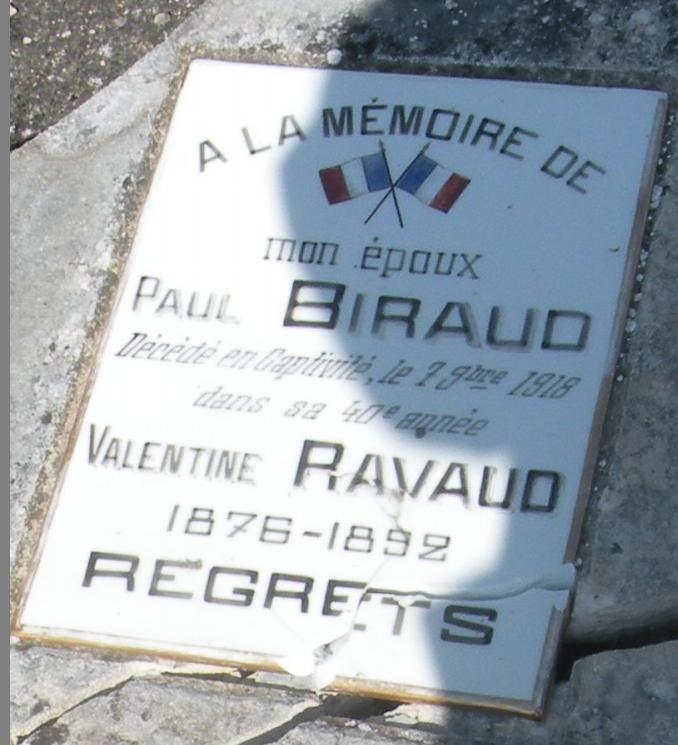 A LA MÉMOIRE DE
mon époux
PAUL BIRAUD
Décédé en Captivité, le 7 9bre 1918
dans sa 40e année
VALENTINE RAVAUD
1876-1892
REGRETS